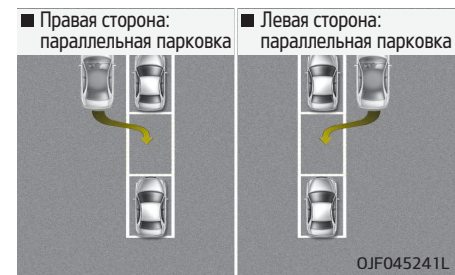 ■ Правая сторона:
параллельная парковка
■ Левая сторона:
параллельная парковка
OJF045241L